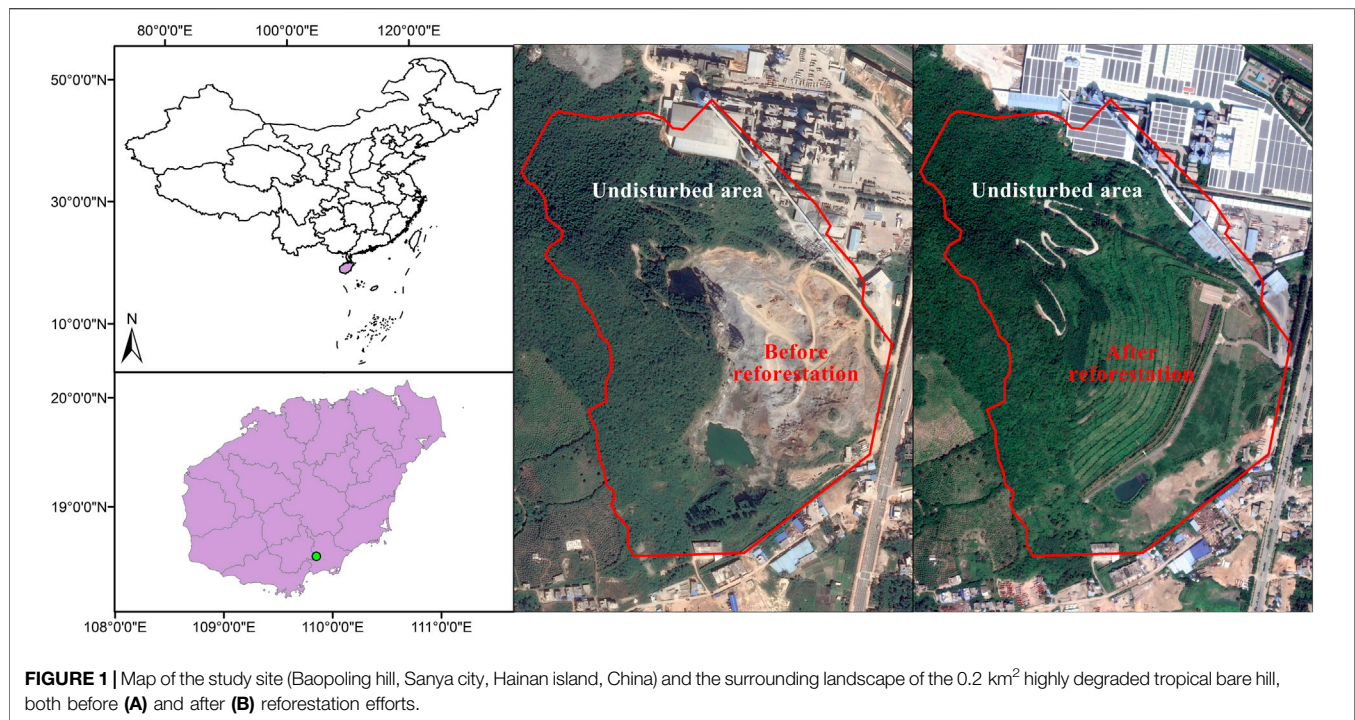 80°0'0"E 100°0'0"E 120°0'0"E
50°0'0"N
30°0'0"N
10°0'0"N
N
20°0'0"N
19°0'0"N
108°0'0"E 109°0'0"E 110°0'0"E 111°0'0"E
Undisturbed area
Before
reforestation
Undisturbed area
After
reforestation
FIGURE 1 | Map of the study site (Baopoling hill, Sanya city, Hainan island, China) and the surrounding landscape of the 0.2 km² highly degraded tropical bare hill,
both before (A) and after (B) reforestation efforts.